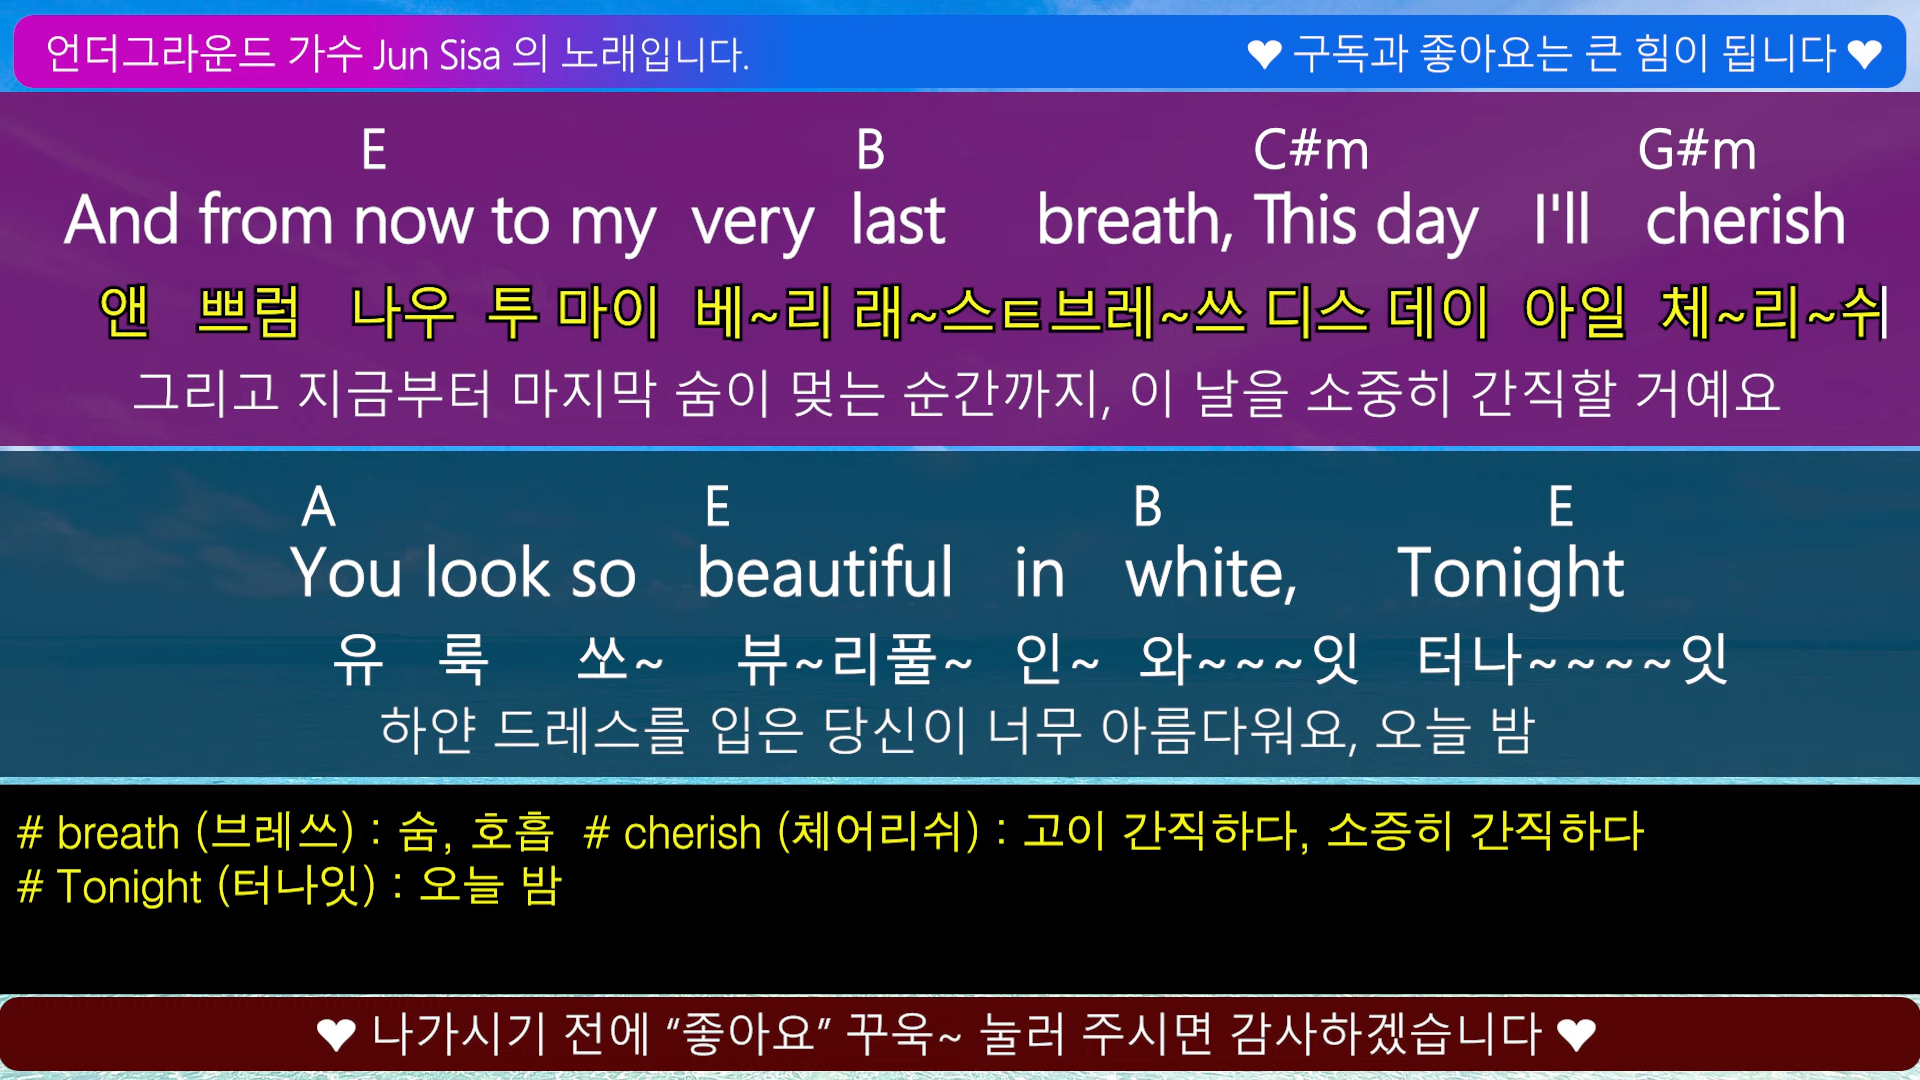 언더그라운드 가수 Jun Sisa 의 노래입니다.
♥ 구독과 좋아요는 큰 힘이 됩니다 ♥
E B C#m G#m
And from now to my very last breath, This day I'll cherish
앤 쁘럼 나우 투 마이 베~리 래~스ㅌ브레~쓰 디스 데이 아일 체~리~쉬
그리고 지금부터 마지막 숨이 멎는 순간까지, 이 날을 소중히 간직할 거예요
A E B E
You look so beautiful in white, Tonight
유 룩 쏘~ 뷰~리풀~ 인~ 와~~~잇 터나~~~~잇
하얀 드레스를 입은 당신이 너무 아름다워요, 오늘 밤
# breath (브레쓰) : 숨, 호흡 # cherish (체어리쉬) : 고이 간직하다, 소증히 간직하다
# Tonight (터나잇) : 오늘 밤
♥ 나가시기 전에 “좋아요” 꾸욱~ 눌러 주시면 감사하겠습니다 ♥